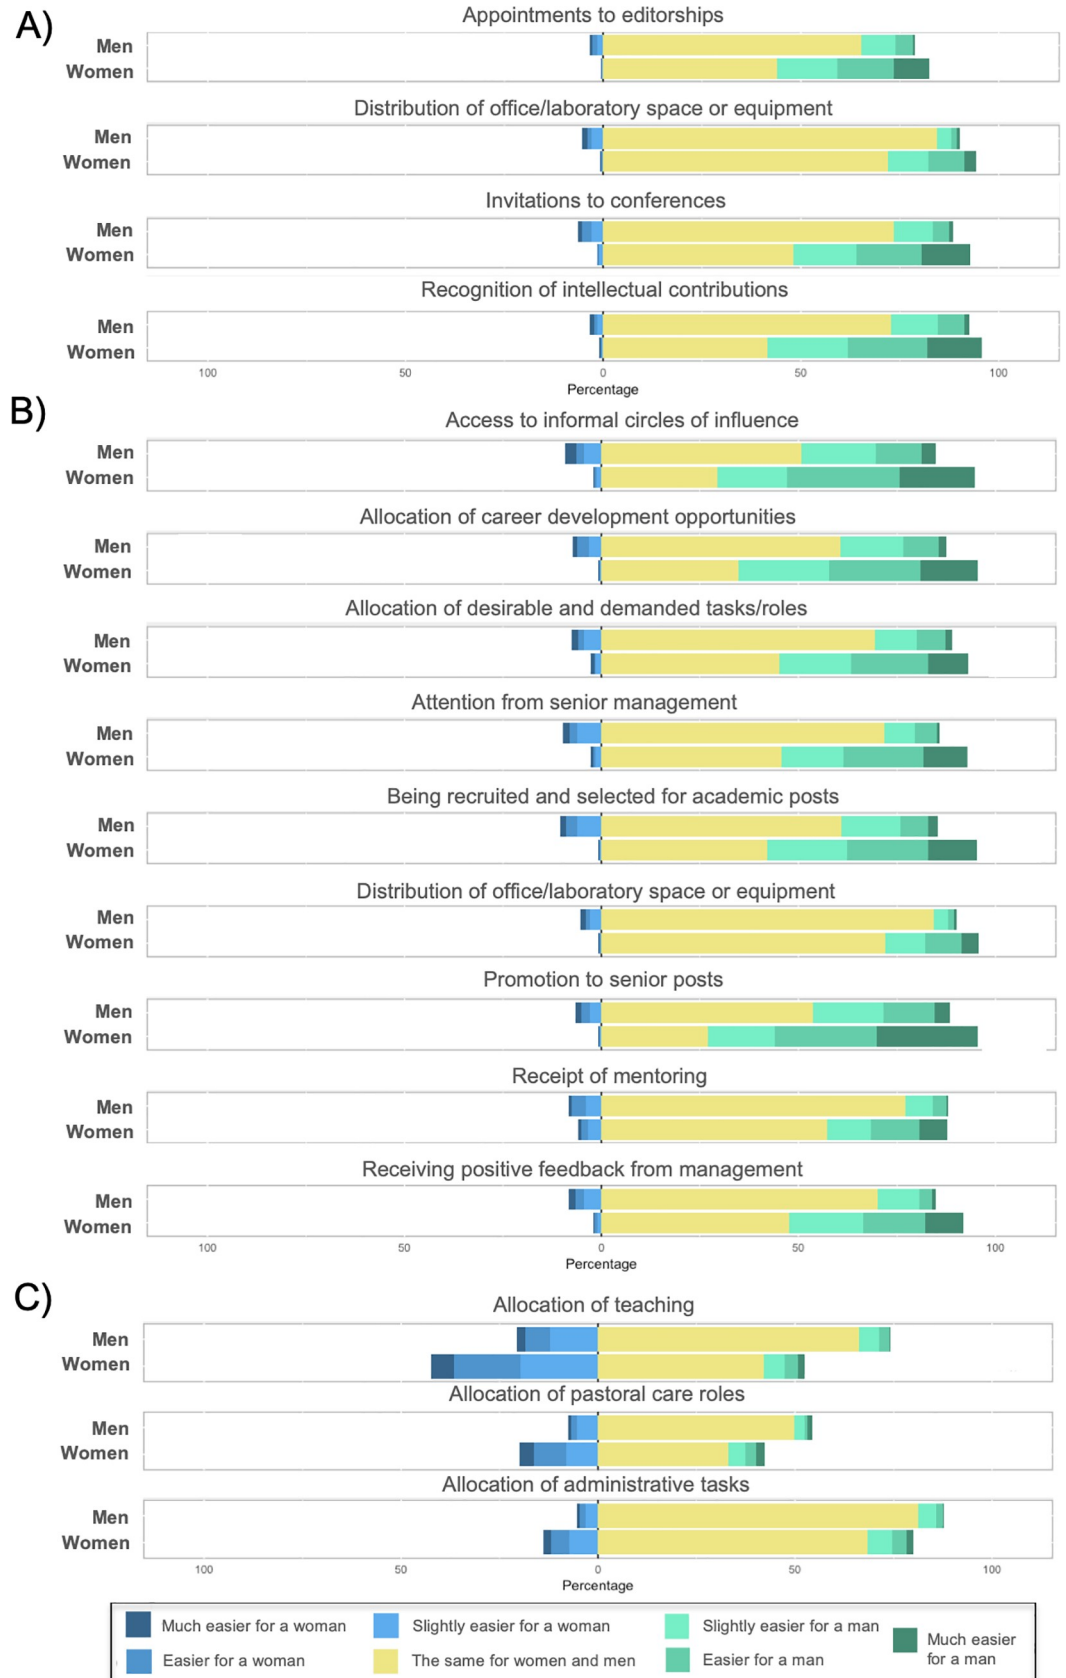 A)
Appointments to editorships
Men
Women
Distribution of office/laboratory space or equipment
Men
Women
Invitations to conferences
Men
Women
Recognition of intellectual contributions
Men
Women
100 50 0 50 100
Percentage
B)
Access to informal circles of influence
Men
Women
Allocation of career development opportunities
Men
Women
Allocation of desirable and demanded tasks/roles
Men
Women
Attention from senior management
Men
Women
Being recruited and selected for academic posts
Men
Women
Distribution of office/laboratory space or equipment
Men
Women
Promotion to senior posts
Men
Women
Receipt of mentoring
Men
Women
Receiving positive feedback from management
Men
Women
100 50 0 50 100
Percentage
C)
Allocation of teaching
Men
Women
Allocation of pastoral care roles
Men
Women
Allocation of administrative tasks
Men
Women
100 50 0 50 100
Percentage
Much easier for a woman
Easier for a woman
Slightly easier for a woman
The same for women and men
Slightly easier for a man
Easier for a man
Much easier
for a man